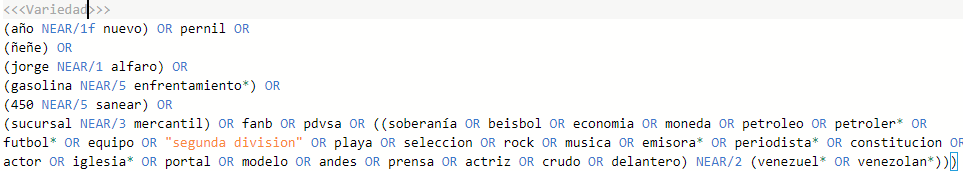 <<<Variedad>>>
(año NEAR/1f nuevo) OR pernil OR
(ñeñe) OR
(jorge NEAR/1 alfaro) OR
(gasolina NEAR/5 enfrentamiento*) OR
(450 NEAR/5 sanear) OR
(sucursal NEAR/3 mercantil) OR fanb OR pdvsa OR ((soberanía OR beisbol OR economia OR moneda OR petroleo OR petroler* OR
futbol* OR equipo OR "segunda division" OR playa OR seleccion OR rock OR musica OR emisora* OR periodista* OR constitucion OR
actor OR iglesia* OR portal OR modelo OR andes OR prensa OR actriz OR crudo OR delantero) NEAR/2 (venezuel* OR venezolan*)))